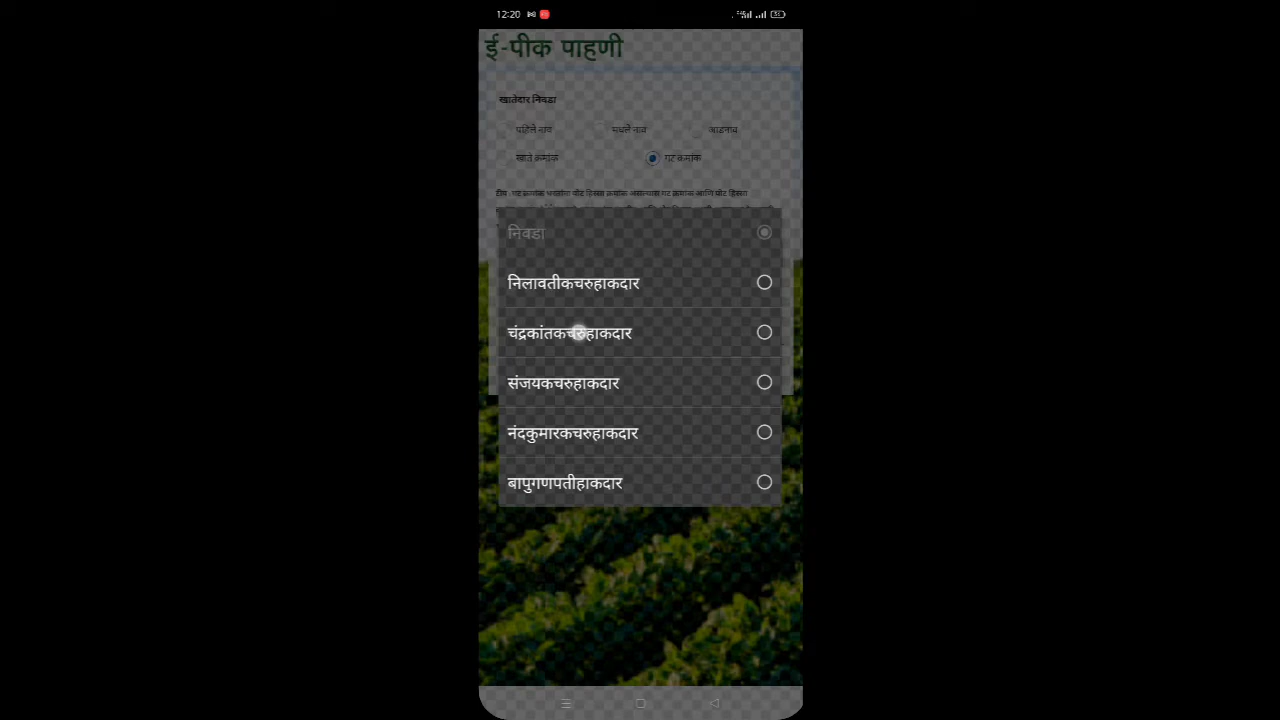 12:20
ई-पीक पाहणी
खातेदार निवडा
पहिले नाव मधले नाव आडनाव
खाते क्रमांक गट क्रमांक
निवडा
निलावतीकचरुहाकदार
चंद्रकांतकचरुहाकदार
संजयकचरुहाकदार
नंदकुमारकचरुहाकदार
बापुगणपतीहाकदार